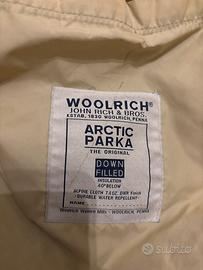 WOOLRICH®
JOHN RICH & BROS.
ESTAB. 1830 WOOLRICH, PENNA
ARCTIC
PARKA
THE ORIGINAL
DOWN
FILLED
INSULATION
40° BELOW
ALPINE CLOTH 7.4 OZ. DWR Finish
- DURABLE WATER REPELLENT -
NAME
Woolrich Woolen Mills - WOOLRICH, PENNA.
Subito